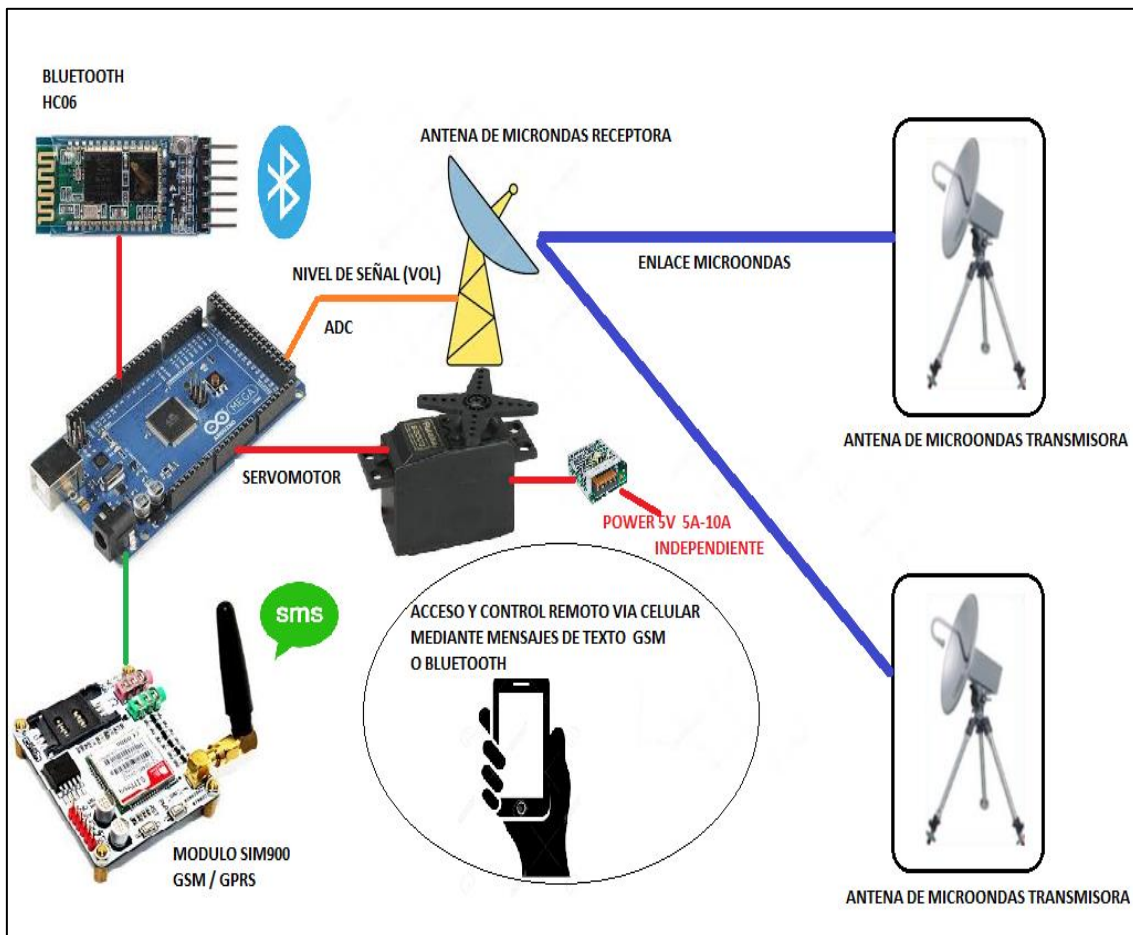 BLUETOOTH
HC06
ANTENA DE MICRONDAS RECEPTORA
NIVEL DE SEÑAL (VOL)
ADC
ENLACE MICROONDAS
ANTENA DE MICROONDAS TRANSMISORA
MEGA
ARDUINO
SERVOMOTOR
POWER 5V 5A-10A
INDEPENDIENTE
sms
ACCESO Y CONTROL REMOTO VIA CELULAR
MEDIANTE MENSAJES DE TEXTO GSM
O BLUETOOTH
MODULO SIM900
GSM / GPRS
ANTENA DE MICROONDAS TRANSMISORA